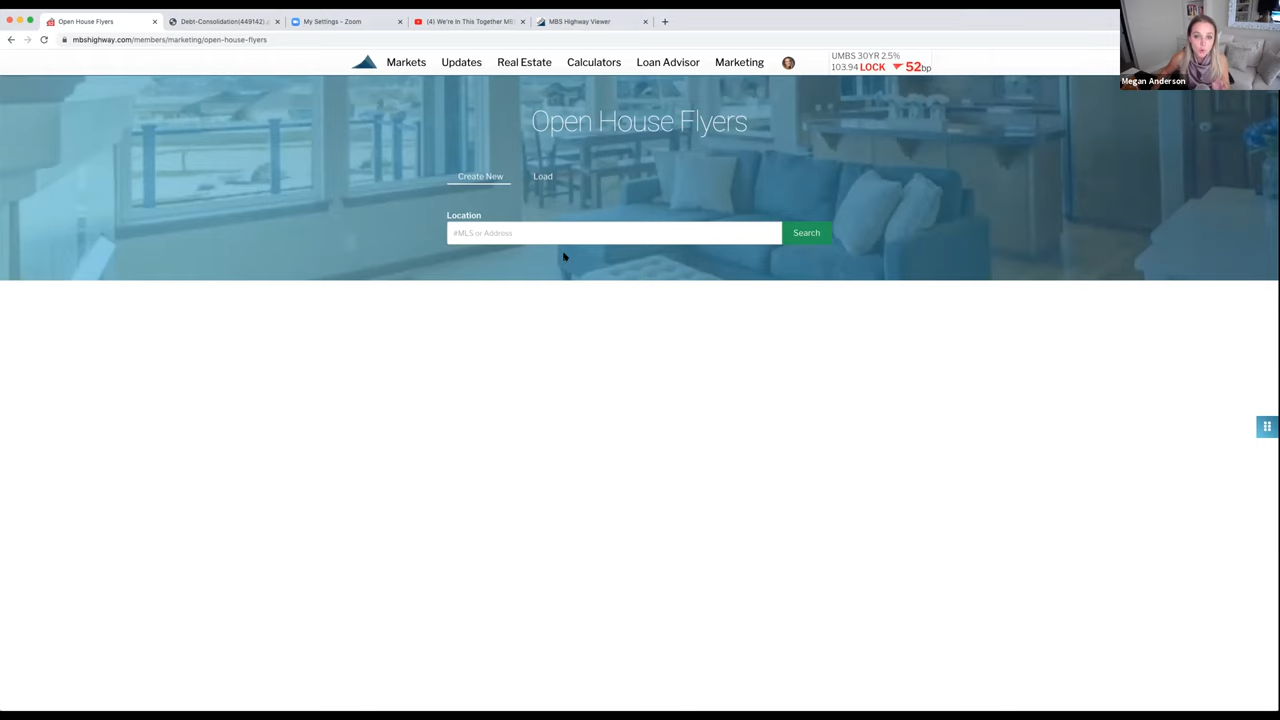 Open House Flyers
Debt-Consolidation(449142).p
My Settings - Zoom
(4) We're In This Together MBS
MBS Highway Viewer
mbshighway.com/members/marketing/open-house-flyers
Markets Updates Real Estate Calculators Loan Advisor Marketing
UMBS 30YR 2.5%
103.94 LOCK 52bp
Megan Anderson
Open House Flyers
Create New Load
Location
#MLS or Address Search